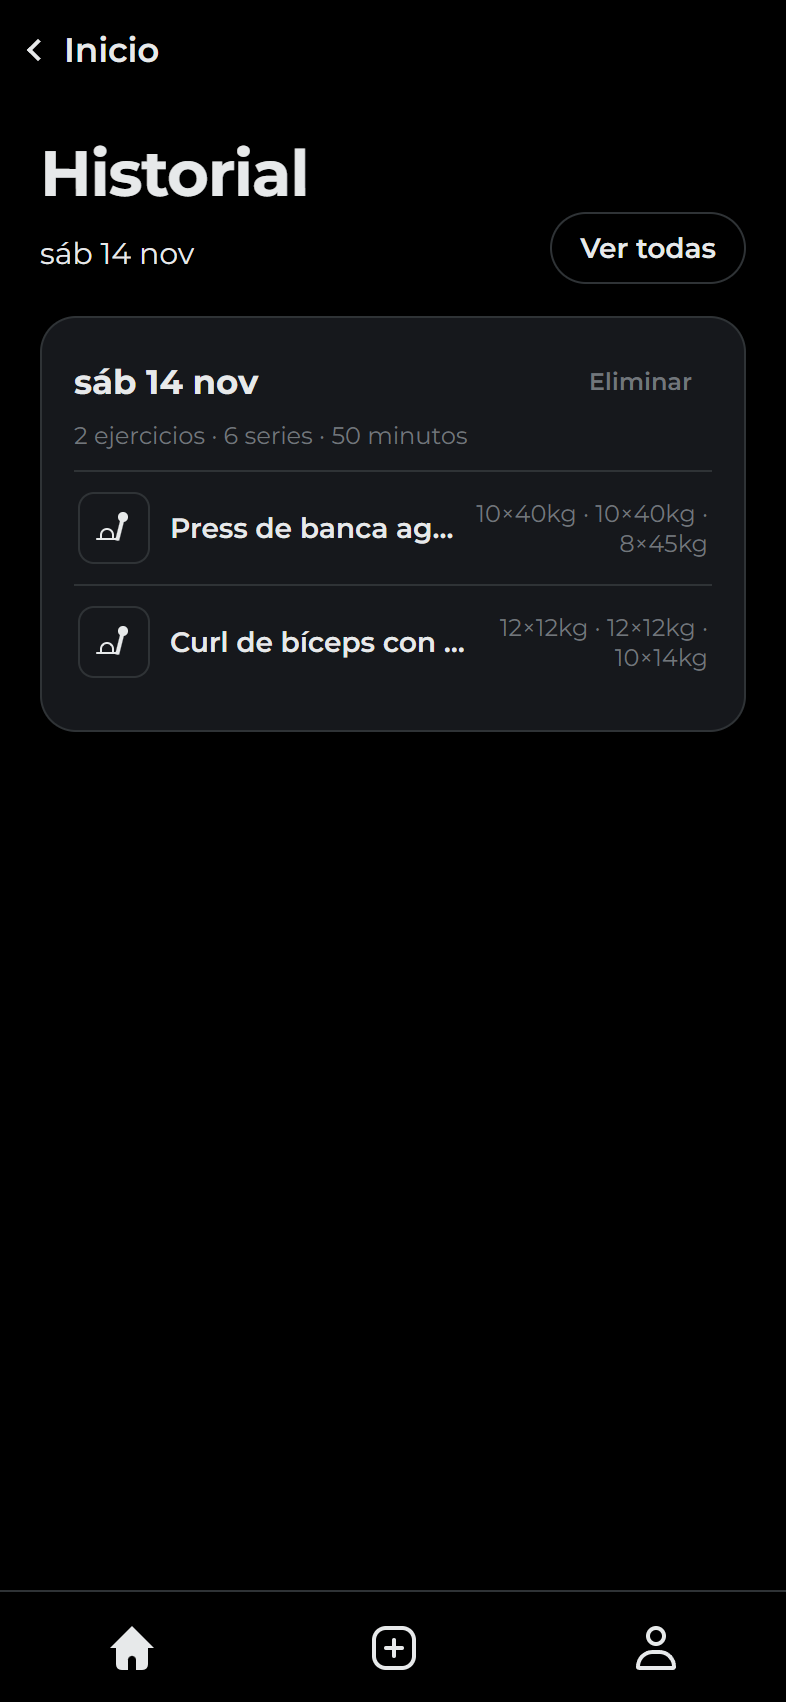 Inicio
Historial
sáb 14 nov
Ver todas
sáb 14 nov
Eliminar
2 ejercicios · 6 series · 50 minutos
Press de banca ag...
10×40kg · 10×40kg ·
8×45kg
Curl de bíceps con ...
12×12kg · 12×12kg ·
10×14kg